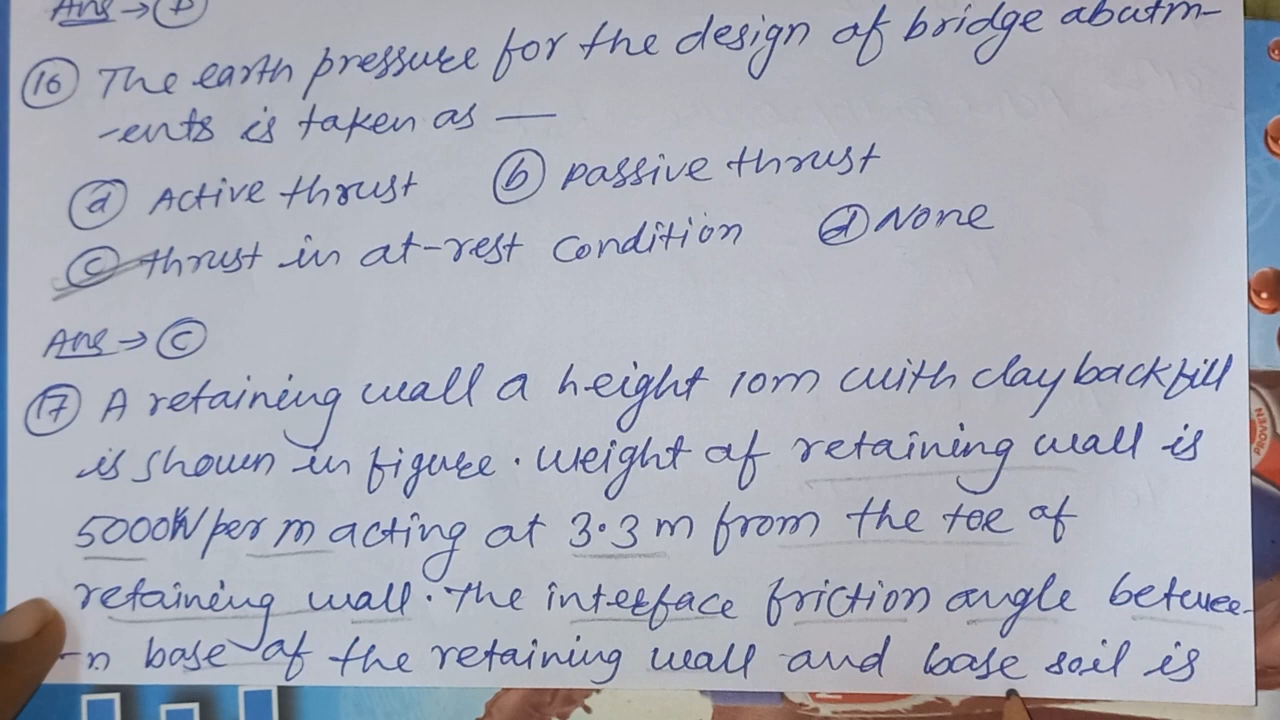 Ans → (b)
(16) The earth pressure for the design of bridge abutm-
-ents is taken as —
(a) Active thrust (b) passive thrust
(c) thrust in at-rest condition (d) None
Ans → (c)
(17) A retaining wall a height 10m with clay backfill
is shown in figure. weight of retaining wall is
5000kN per m acting at 3.3 m from the toe of
retaining wall. The interface friction angle betwee-
-n base of the retaining wall and base soil is
PROVEN